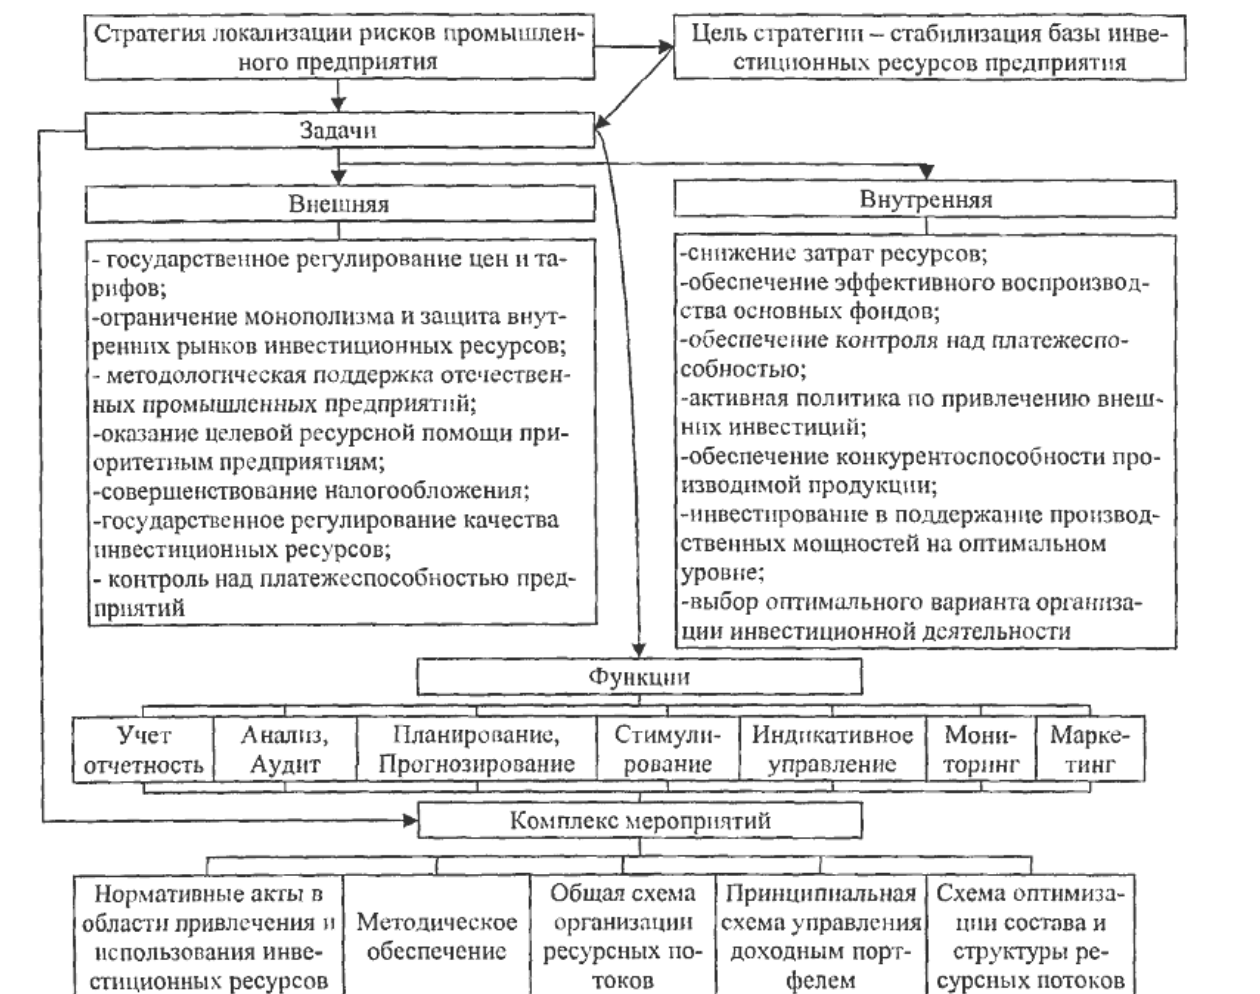 Стратегия локализации рисков промышлен-
ного предприятия
Цель стратегии – стабилизация базы инве-
стиционных ресурсов предприятия
Задачи
Внешняя
Внутренняя
- государственное регулирование цен и та-
рифов;
-ограничение монополизма и защита внут-
ренних рынков инвестиционных ресурсов;
- методологическая поддержка отечествен-
ных промышленных предприятий;
-оказание целевой ресурсной помощи при-
оритетным предприятиям;
-совершенствование налогообложения;
-государственное регулирование качества
инвестиционных ресурсов;
- контроль над платежеспособностью пред-
приятий
-снижение затрат ресурсов;
-обеспечение эффективного воспроизвод-
ства основных фондов;
-обеспечение контроля над платежеспо-
собностью;
-активная политика по привлечению внеш-
них инвестиций;
-обеспечение конкурентоспособности про-
изводимой продукции;
-инвестирование в поддержание производ-
ственных мощностей на оптимальном
уровне;
-выбор оптимального варианта организа-
ции инвестиционной деятельности
Функции
Учет
отчетность
Анализ,
Аудит
Планирование,
Прогнозирование
Стимули-
рование
Индикативное
управление
Мони-
торинг
Марке-
тинг
Комплекс мероприятий
Нормативные акты в
области привлечения и
использования инве-
стиционных ресурсов
Методическое
обеспечение
Общая схема
организации
ресурсных по-
токов
Принципиальная
схема управления
доходным порт-
фелем
Схема оптимиза-
ции состава и
структуры ре-
сурсных потоков